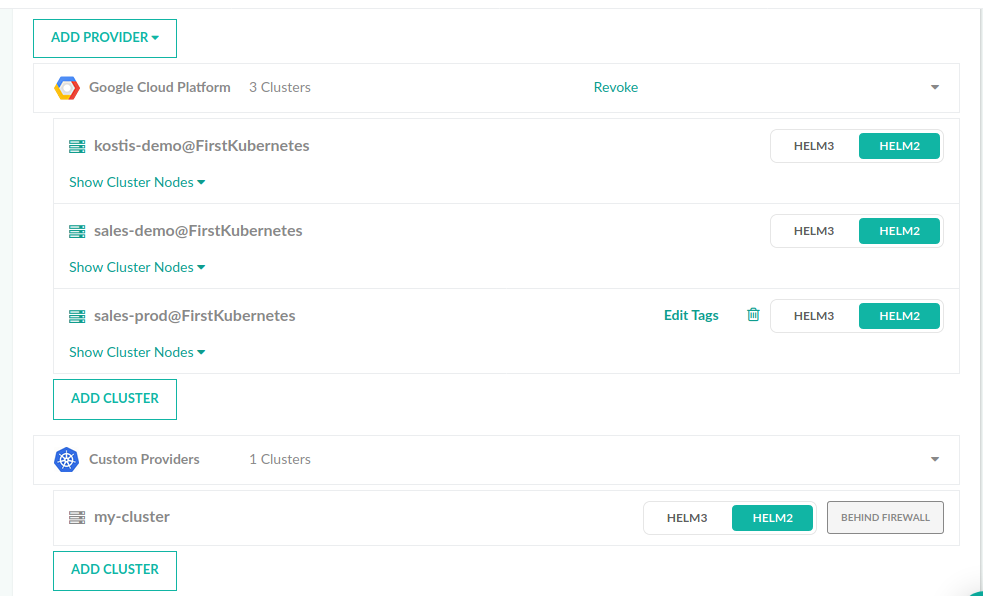 ADD PROVIDER
Google Cloud Platform 3 Clusters Revoke
kostis-demo@FirstKubernetes HELM3 HELM2
Show Cluster Nodes
sales-demo@FirstKubernetes HELM3 HELM2
Show Cluster Nodes
sales-prod@FirstKubernetes Edit Tags HELM3 HELM2
Show Cluster Nodes
ADD CLUSTER
Custom Providers 1 Clusters
my-cluster HELM3 HELM2 BEHIND FIREWALL
ADD CLUSTER